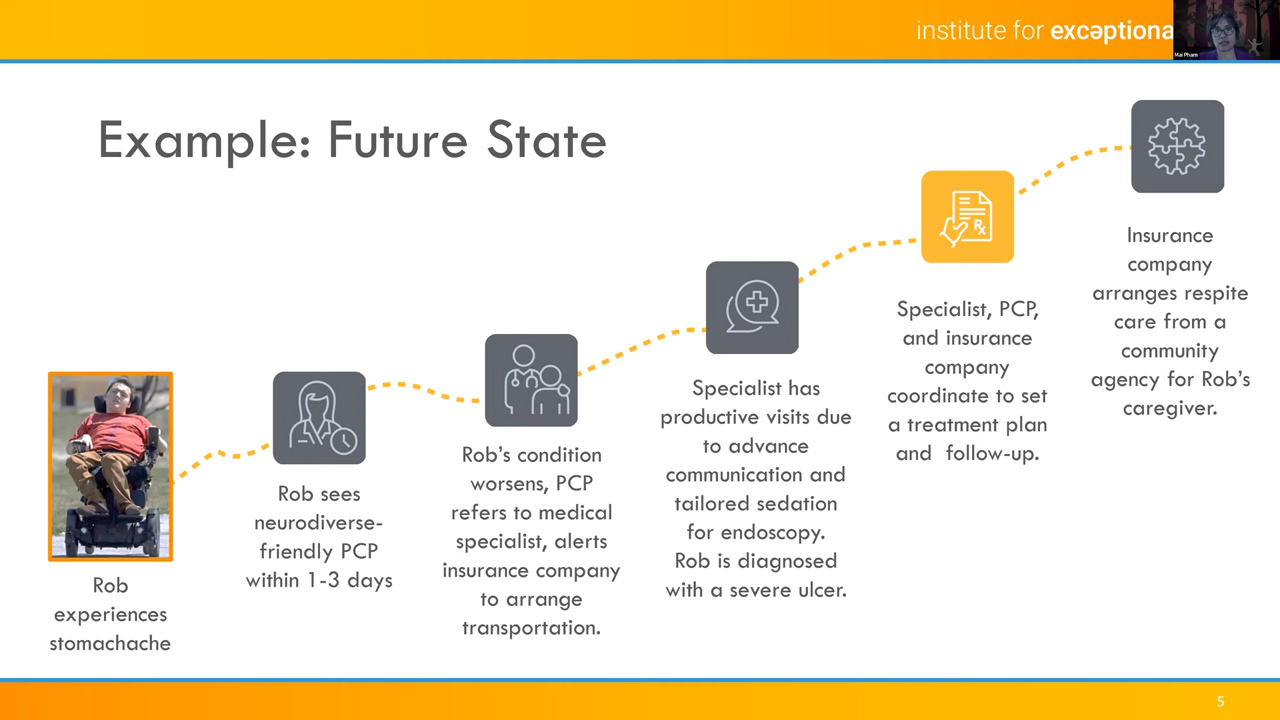 institute for excəptiona
Mai Pham
Example: Future State
Rob
experiences
stomachache
Rob sees
neurodiverse-
friendly PCP
within 1-3 days
Rob's condition
worsens, PCP
refers to medical
specialist, alerts
insurance company
to arrange
transportation.
Specialist has
productive visits due
to advance
communication and
tailored sedation
for endoscopy.
Rob is diagnosed
with a severe ulcer.
Rx
Specialist, PCP,
and insurance
company
coordinate to set
a treatment plan
and follow-up.
Insurance
company
arranges respite
care from a
community
agency for Rob's
caregiver.
5